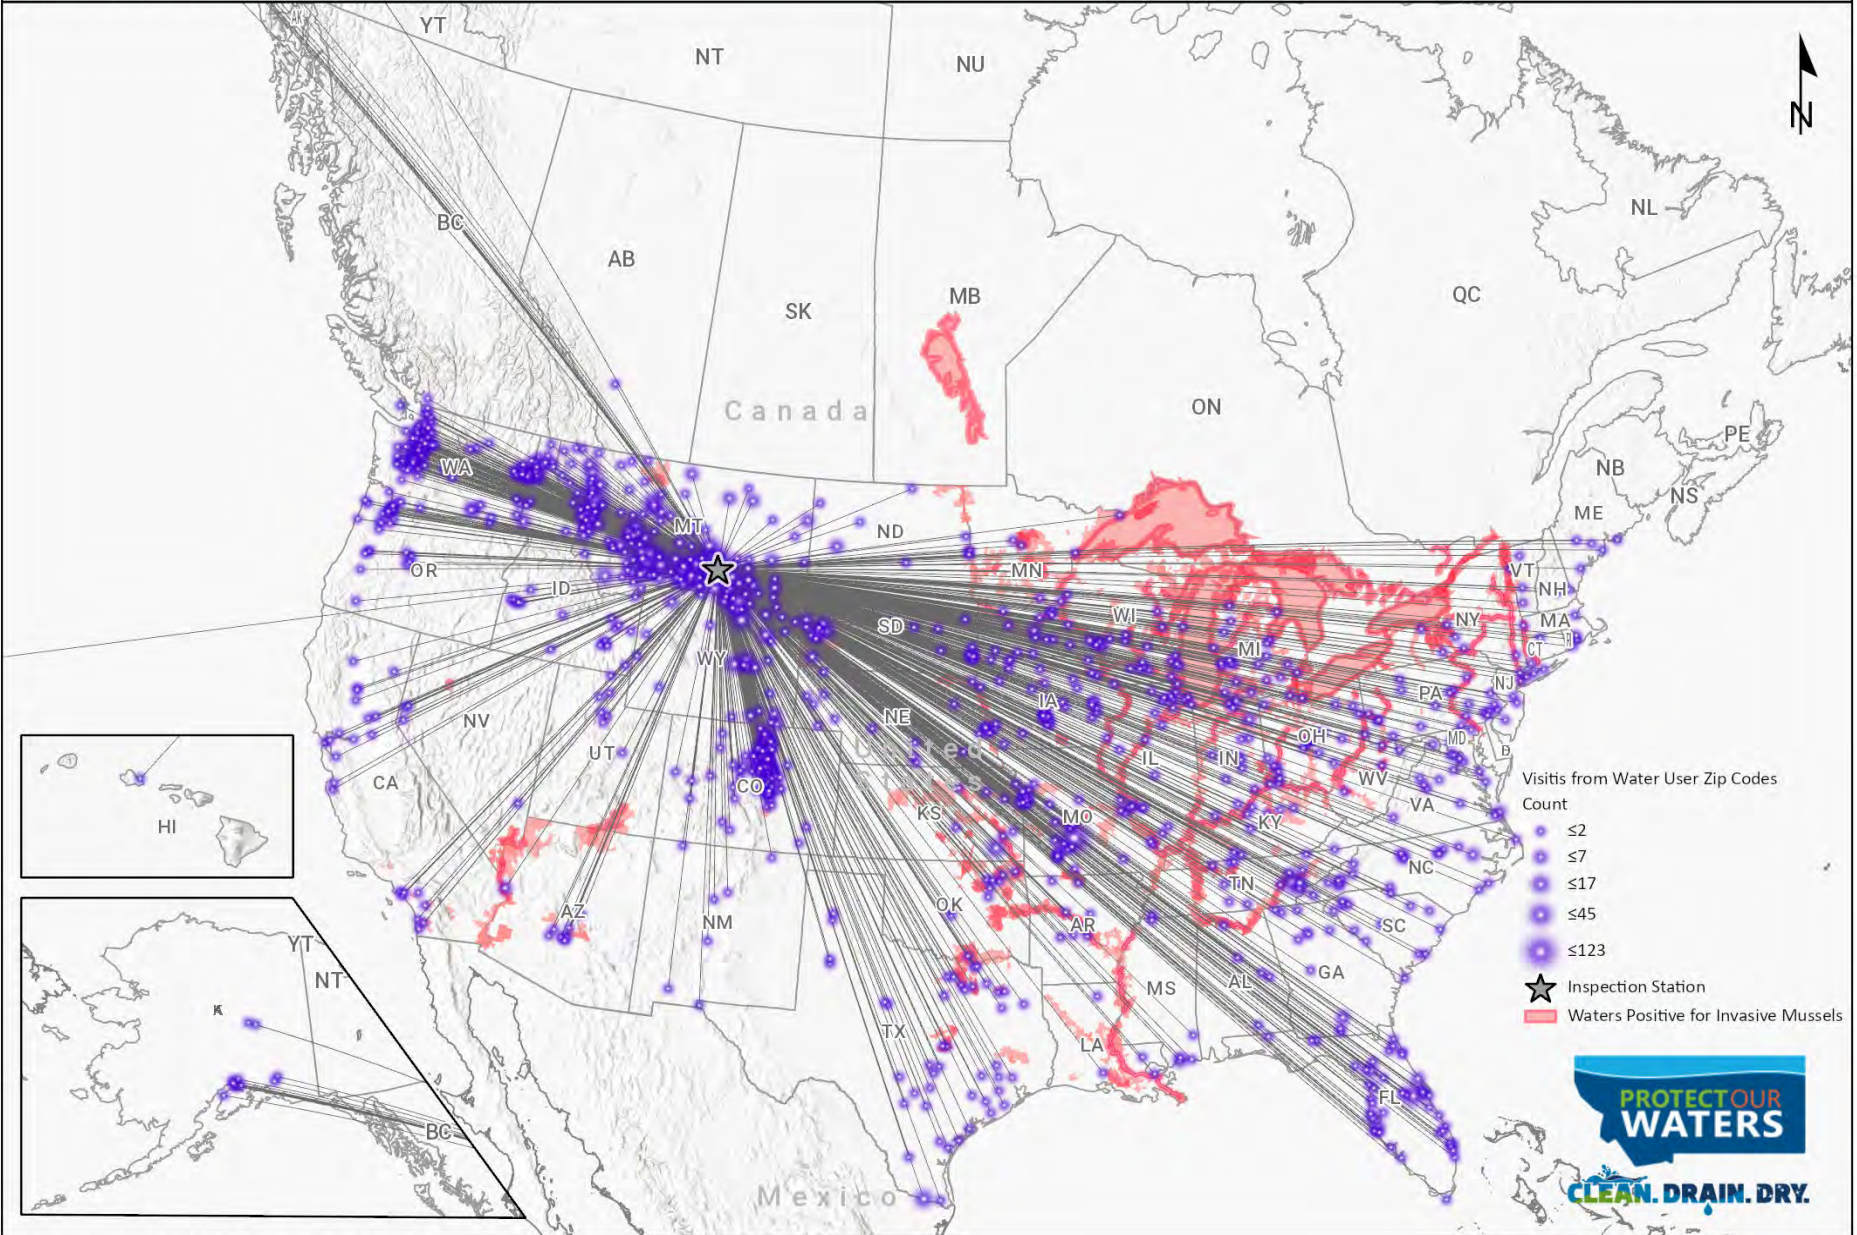 AK
YT
NT
NU
N
BC
AB
SK
MB
QC
NL
Canada
ON
PE
NB
NS
ME
WA
MT
ND
MN
VT
NH
OR
ID
SD
WI
MI
NY
MA
CT
RI
WY
IA
PA
NJ
NV
UT
NE
United
States
IL
IN
OH
MD
D
CA
CO
KS
MO
KY
WV
VA
HI
AZ
NM
OK
AR
TN
NC
SC
TX
LA
MS
AL
GA
FL
Mexico
YT
NT
BC
Visitis from Water User Zip Codes
Count
≤2
≤7
≤17
≤45
≤123
Inspection Station
Waters Positive for Invasive Mussels
PROTECT OUR
WATERS
CLEAN. DRAIN. DRY.